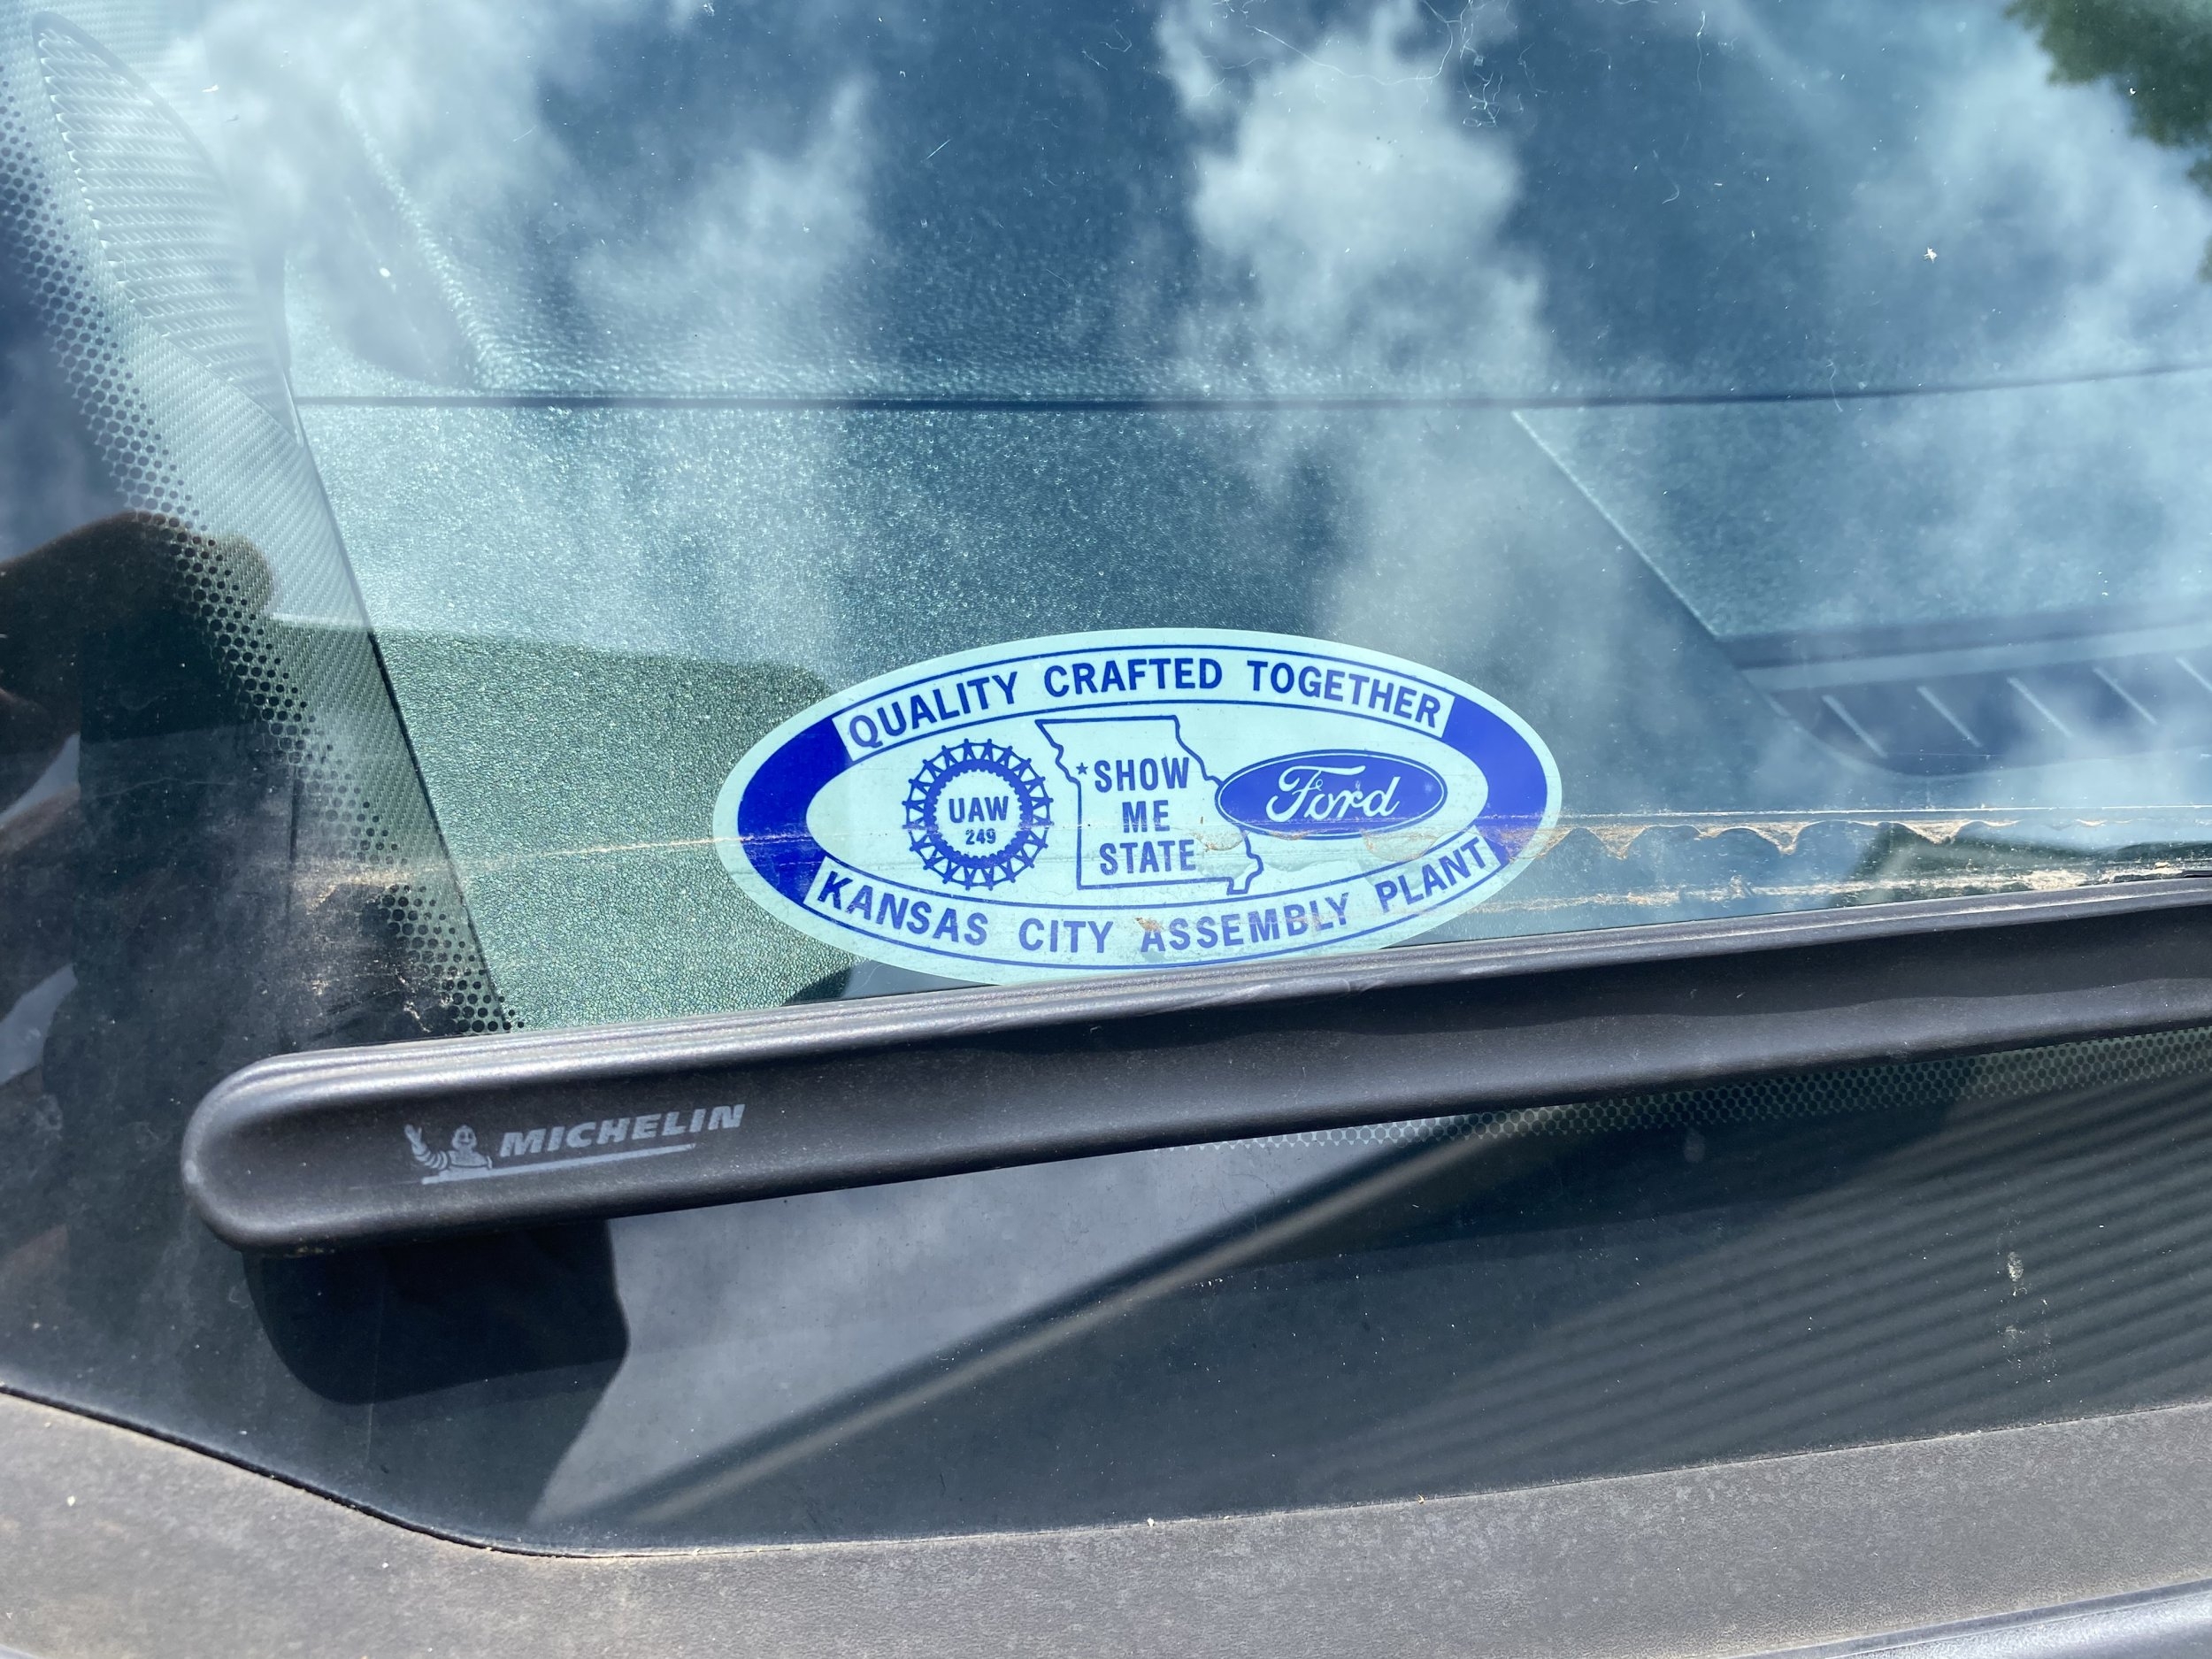 QUALITY CRAFTED TOGETHER
UAW
249
SHOW
ME
STATE
Ford
KANSAS CITY ASSEMBLY PLANT
MICHELIN